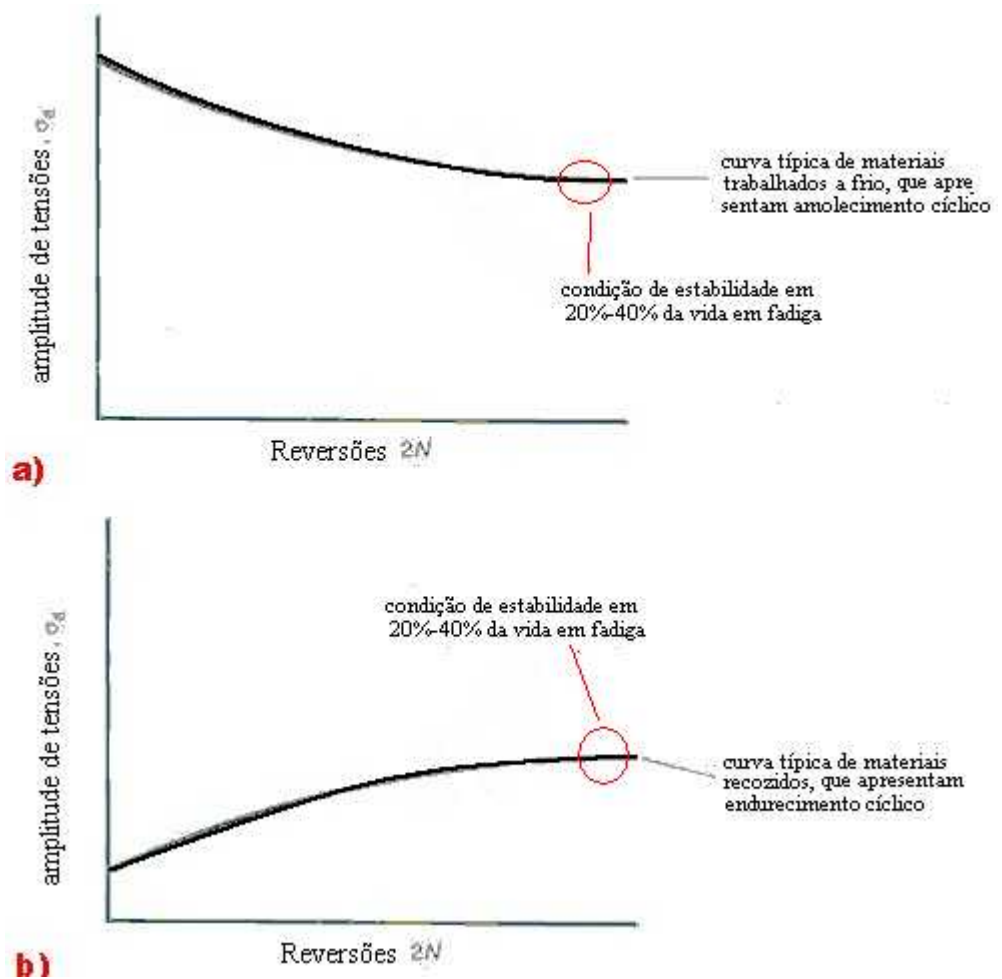 amplitude de tensões, σa
curva típica de materiais
trabalhados a frio, que apre
sentam amolecimento cíclico
condição de estabilidade em
20%-40% da vida em fadiga
Reversões 2N
a)
amplitude de tensões, σa
condição de estabilidade em
20%-40% da vida em fadiga
curva típica de materiais
recozidos, que apresentam
endurecimento cíclico
Reversões 2N
b)